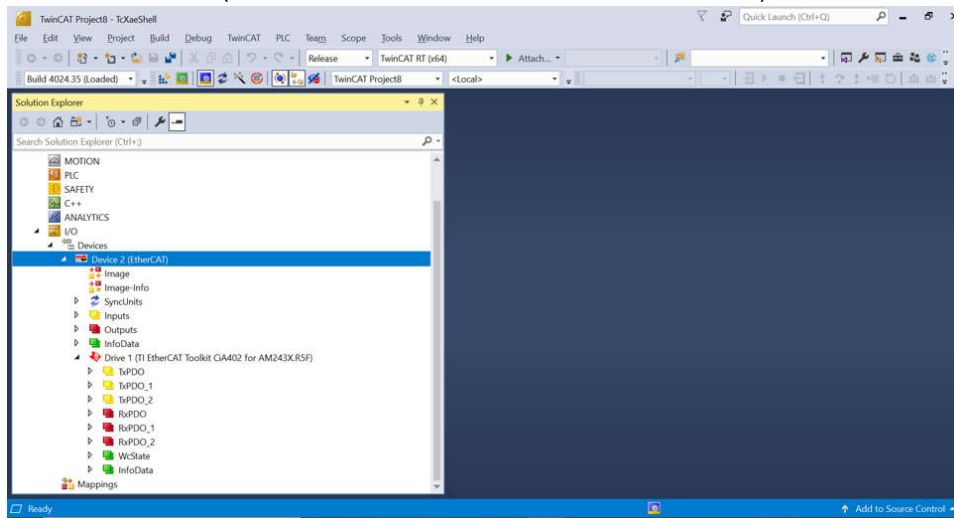 TwinCAT Project8 - TcXaeShell
Quick Launch (Ctrl+Q)
File Edit View Project Build Debug TwinCAT PLC Team Scope Tools Window Help
Release TwinCAT RT (x64) Attach...
Build 4024.35 (Loaded) TwinCAT Project8 <Local>
Solution Explorer
Search Solution Explorer (Ctrl+;)
MOTION
PLC
SAFETY
C++
ANALYTICS
I/O
Devices
Device 2 (EtherCAT)
Image
Image-Info
SyncUnits
Inputs
Outputs
InfoData
Drive 1 (TI EtherCAT Toolkit CiA402 for AM243X.R5F)
TxPDO
TxPDO_1
TxPDO_2
RxPDO
RxPDO_1
RxPDO_2
WcState
InfoData
Mappings
Ready
Add to Source Control